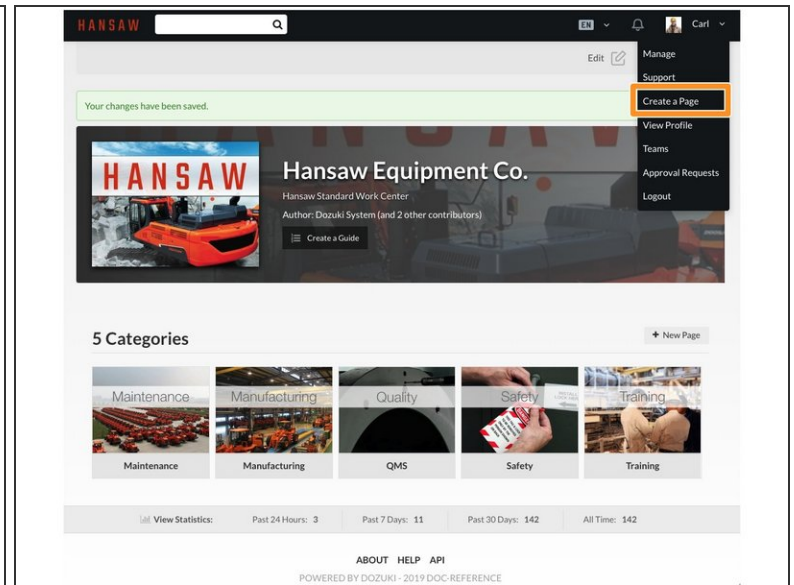 HANSAW
EN
Carl
Edit
Manage
Support
Create a Page
View Profile
Teams
Approval Requests
Logout
Your changes have been saved.
HANSAW
Hansaw Equipment Co.
Hansaw Standard Work Center
Author: Dozuki System (and 2 other contributors)
Create a Guide
5 Categories
+ New Page
Maintenance Manufacturing Quality Safety Training
Maintenance Manufacturing QMS Safety Training
View Statistics: Past 24 Hours: 3 Past 7 Days: 11 Past 30 Days: 142 All Time: 142
ABOUT HELP API
POWERED BY DOZUKI - 2019 DOC-REFERENCE